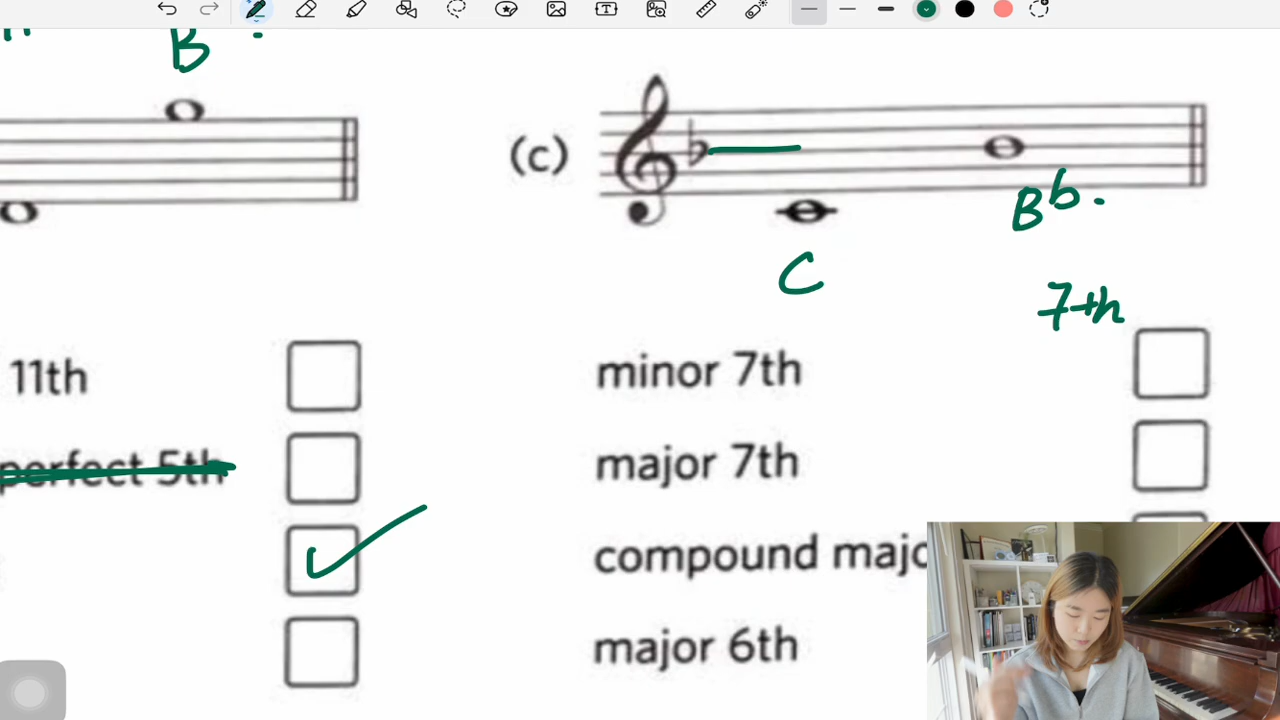 B
(c)
Bb.
C
7th
11th
minor 7th
perfect 5th
major 7th
compound majo
major 6th